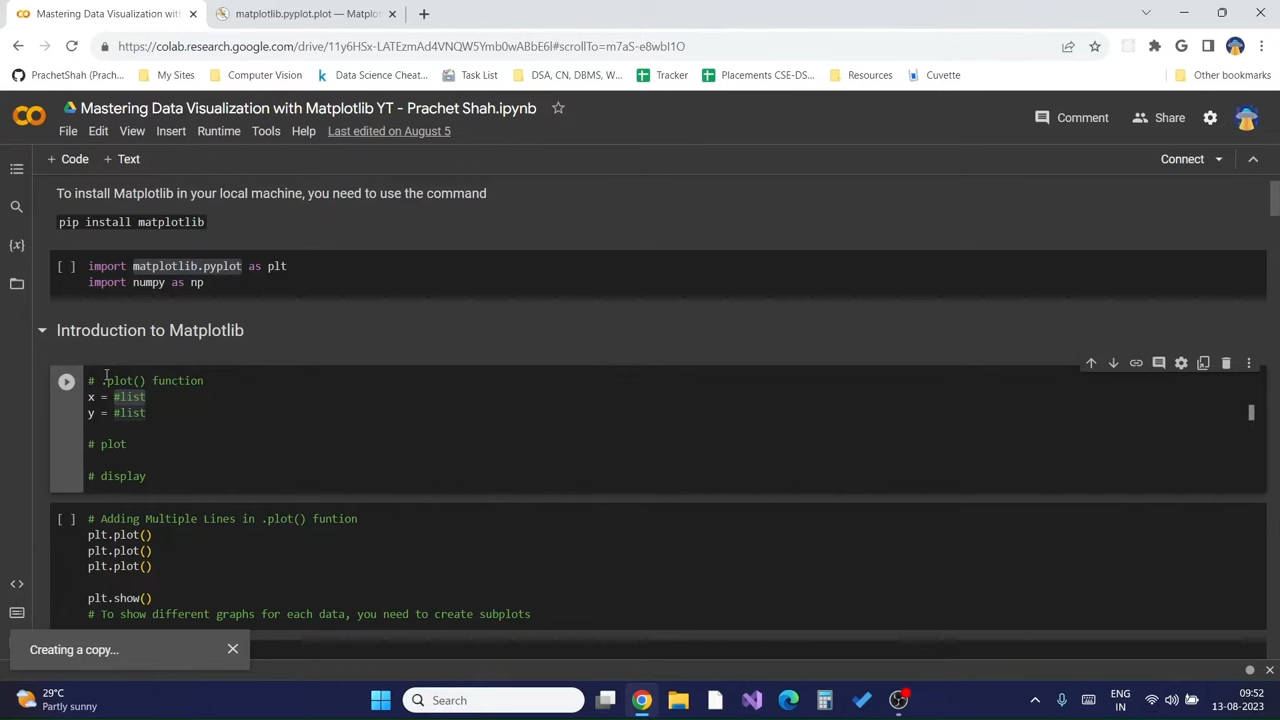 Mastering Data Visualization with
matplotlib.pyplot.plot — Matplotl
https://colab.research.google.com/drive/11y6HSx-LATEzmAd4VNQW5Ymb0wABbE6l#scrollTo=m7aS-e8wbI1O
PrachetShah (Prach...
My Sites
Computer Vision
Data Science Cheat...
Task List
DSA, CN, DBMS, W...
Tracker
Placements CSE-DS...
Resources
Cuvette
Other bookmarks
Mastering Data Visualization with Matplotlib YT - Prachet Shah.ipynb
Comment
Share
File Edit View Insert Runtime Tools Help Last edited on August 5
+ Code + Text
Connect
To install Matplotlib in your local machine, you need to use the command
pip install matplotlib
[ ] import matplotlib.pyplot as plt
import numpy as np
Introduction to Matplotlib
# .plot() function
x = #list
y = #list
# plot
# display
[ ] # Adding Multiple Lines in .plot() funtion
plt.plot()
plt.plot()
plt.plot()
plt.show()
# To show different graphs for each data, you need to create subplots
Creating a copy...
29°C
Partly sunny
Search
ENG
IN
09:52
13-08-2023